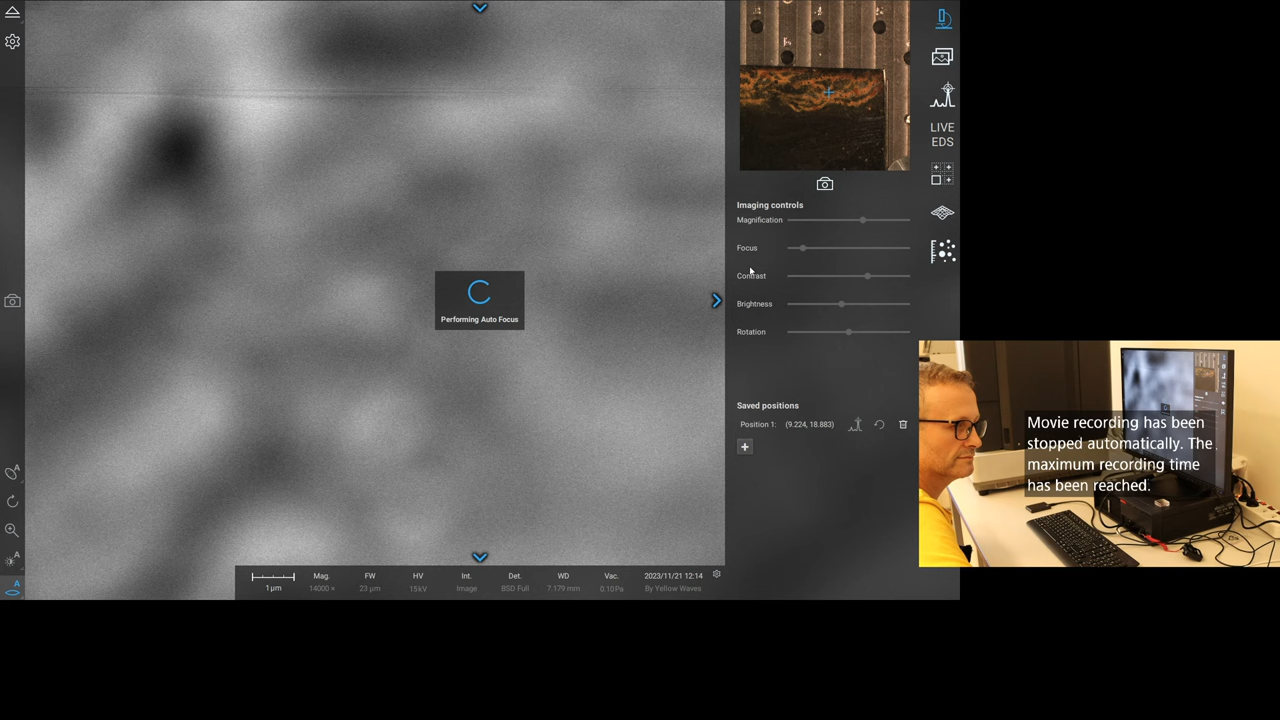 LIVE
EDS
Imaging controls
Magnification
Focus
Contrast
Brightness
Rotation
Performing Auto Focus
Saved positions
Position 1: (9.224, 18.883)
Movie recording has been
stopped automatically. The
maximum recording time
has been reached.
1 µm
Mag. FW HV Int. Det. WD Vac. 2023/11/21 12:14
14000 × 23 µm 15 kV Image BSD Full 7.179 mm 0.10 Pa By Yellow Waves
A
A
A